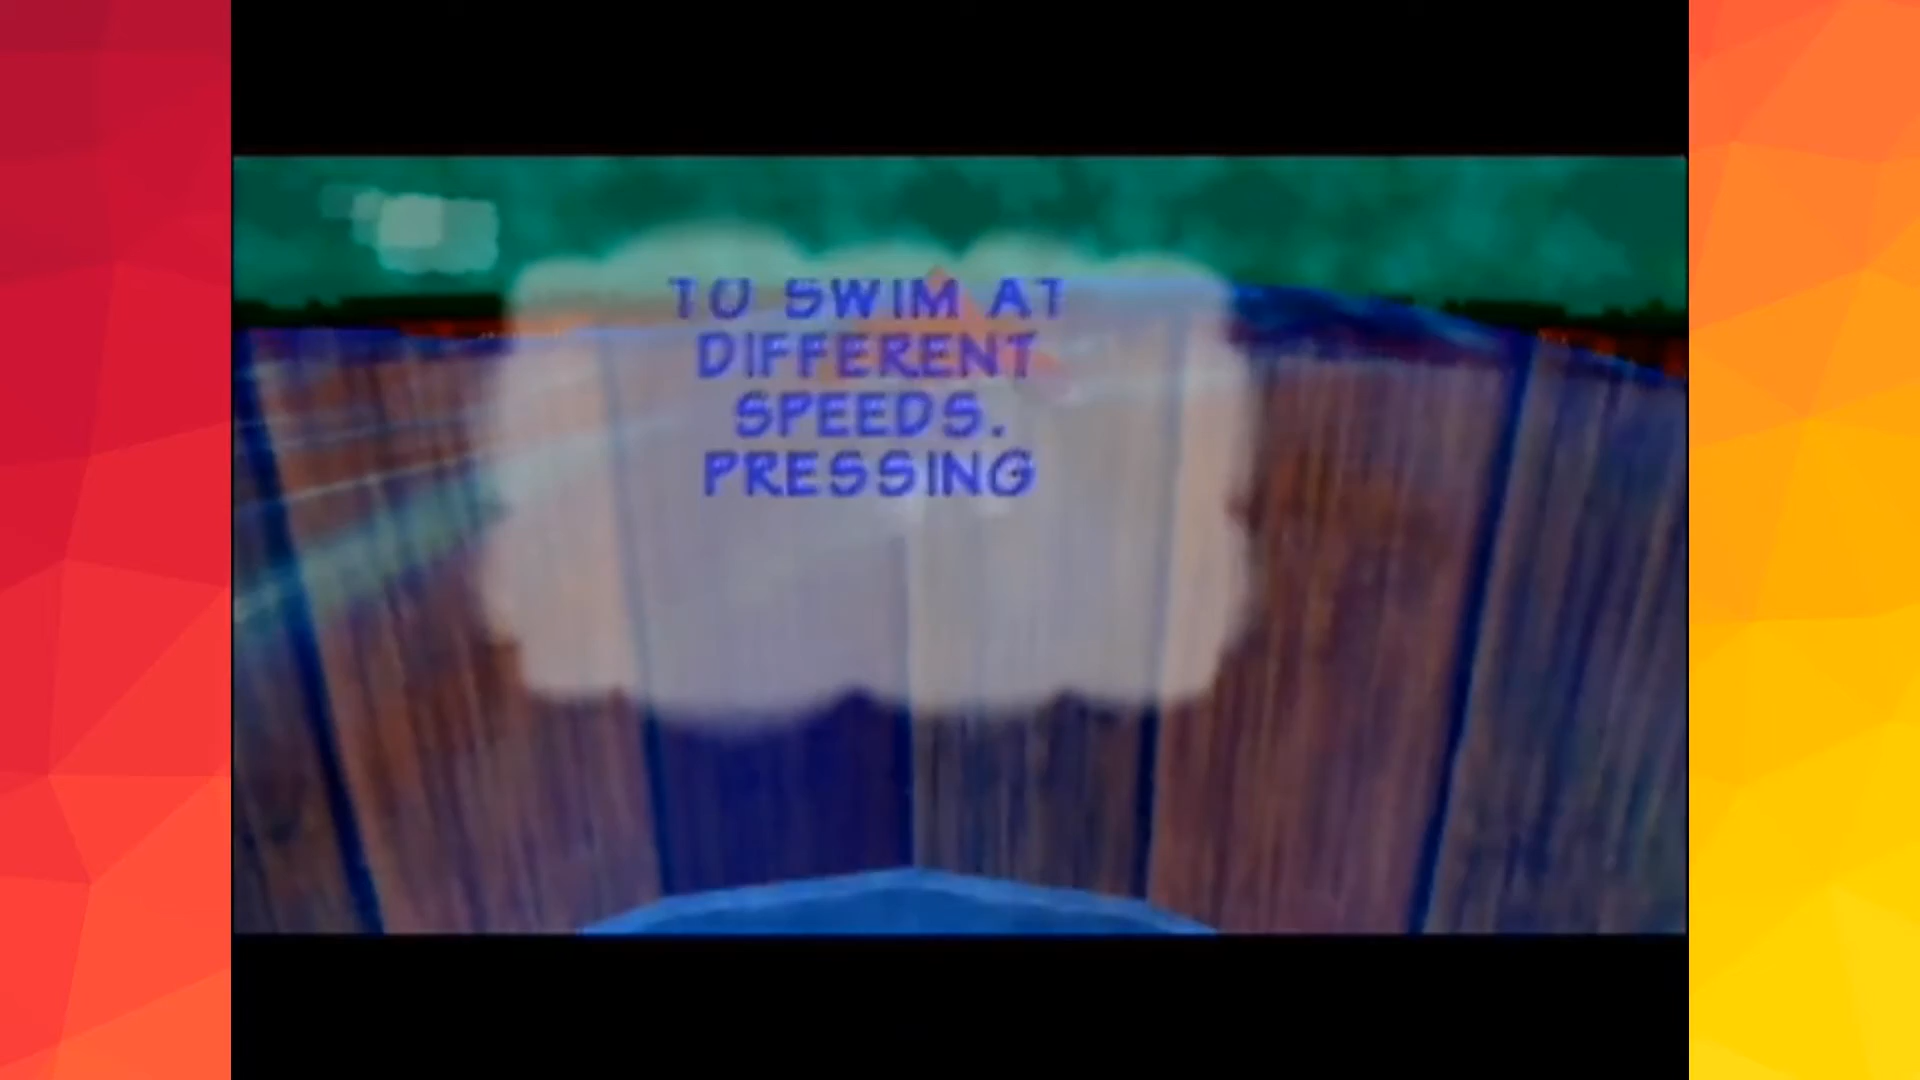 TO SWIM AT
DIFFERENT
SPEEDS.
PRESSING